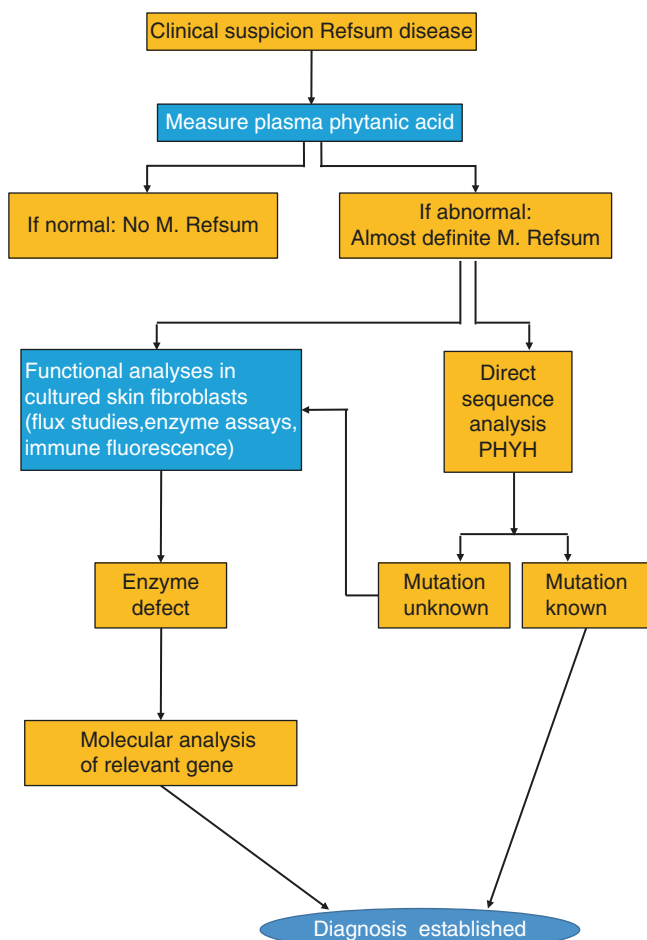 Clinical suspicion Refsum disease
Measure plasma phytanic acid
If normal: No M. Refsum
If abnormal:
Almost definite M. Refsum
Functional analyses in
cultured skin fibroblasts
(flux studies,enzyme assays,
immune fluorescence)
Direct
sequence
analysis
PHYH
Enzyme
defect
Mutation
unknown
Mutation
known
Molecular analysis
of relevant gene
Diagnosis established